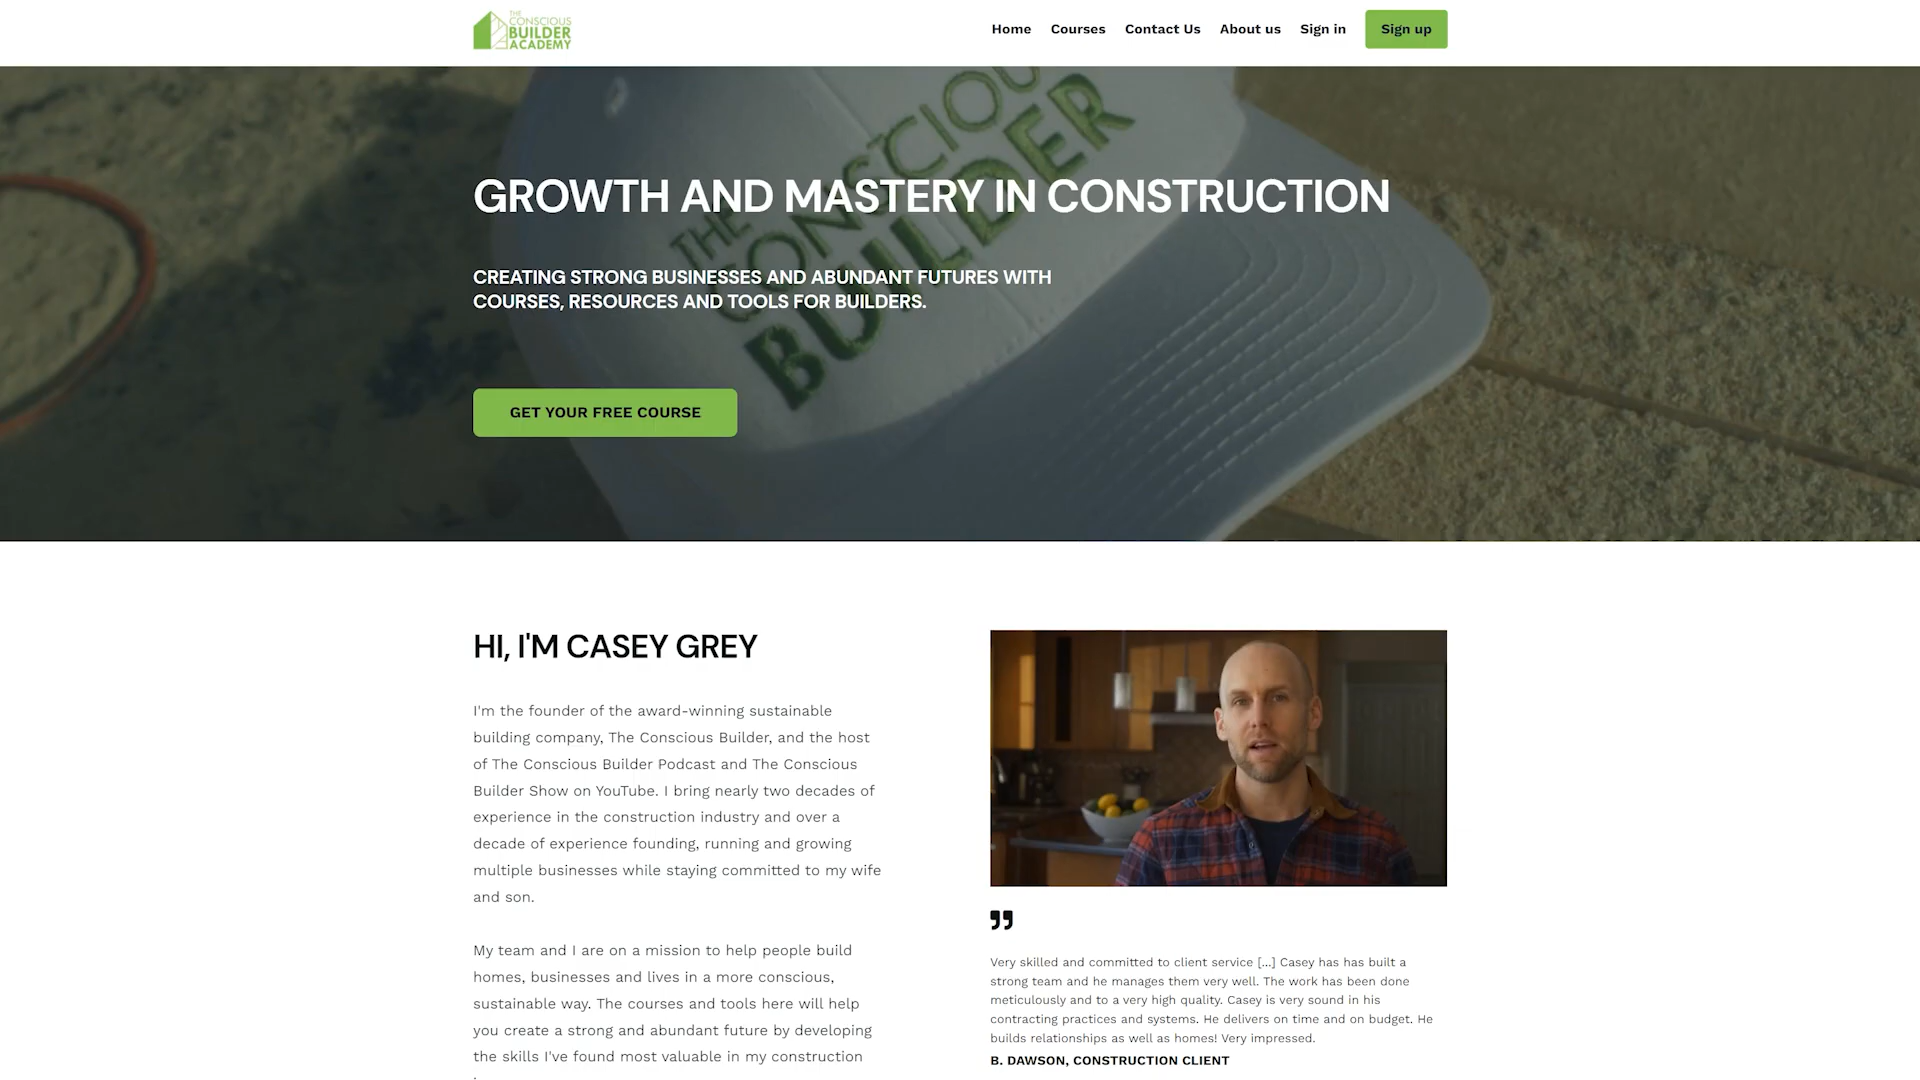 THE
CONSCIOUS
BUILDER
ACADEMY
Home
Courses
Contact Us
About us
Sign in
Sign up
THE
CONSCIOU
BUILDER
GROWTH AND MASTERY IN CONSTRUCTION
THE
CONSCIOUS
BUILDER
CREATING STRONG BUSINESSES AND ABUNDANT FUTURES WITH
COURSES, RESOURCES AND TOOLS FOR BUILDERS.
GET YOUR FREE COURSE
HI, I'M CASEY GREY
I'm the founder of the award-winning sustainable
building company, The Conscious Builder, and the host
of The Conscious Builder Podcast and The Conscious
Builder Show on YouTube. I bring nearly two decades of
experience in the construction industry and over a
decade of experience founding, running and growing
multiple businesses while staying committed to my wife
and son.
My team and I are on a mission to help people build
homes, businesses and lives in a more conscious,
sustainable way. The courses and tools here will help
you create a strong and abundant future by developing
the skills I've found most valuable in my construction
Very skilled and committed to client service [...] Casey has has built a
strong team and he manages them very well. The work has been done
meticulously and to a very high quality. Casey is very sound in his
contracting practices and systems. He delivers on time and on budget. He
builds relationships as well as homes! Very impressed.
B. DAWSON, CONSTRUCTION CLIENT